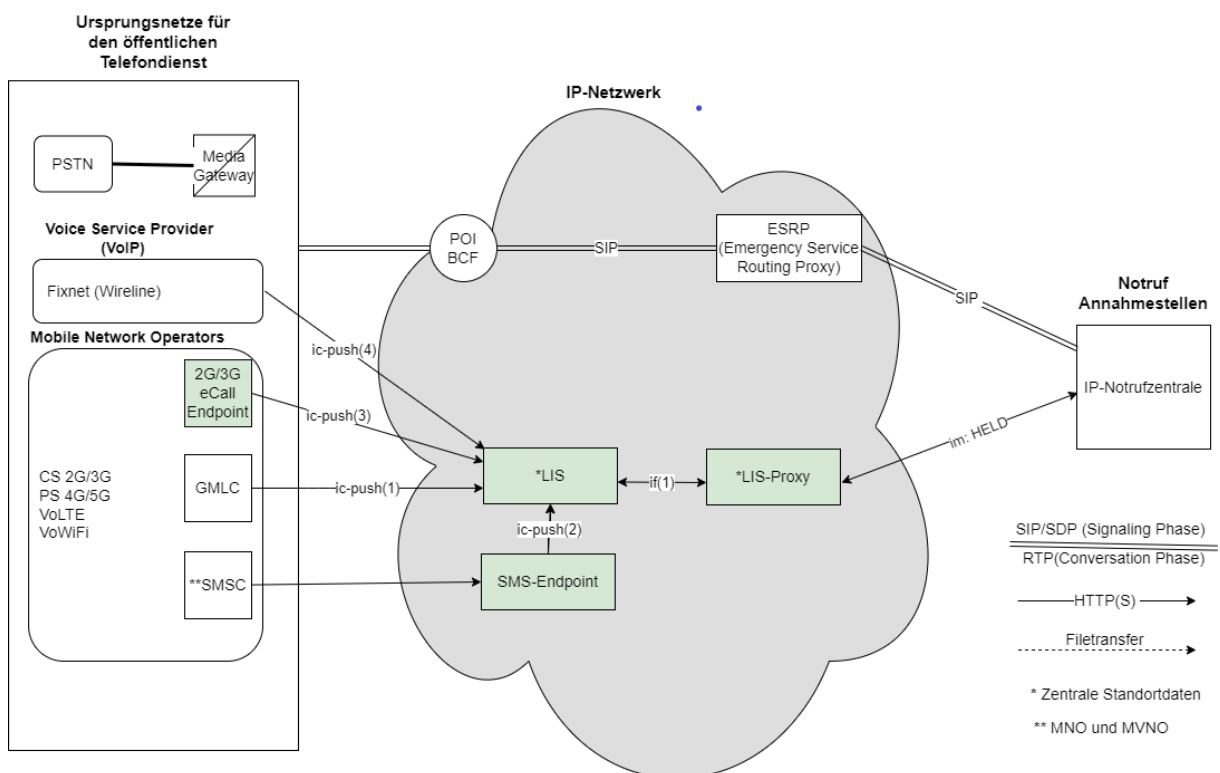 Ursprungsnetze für
den öffentlichen
Telefondienst
IP-Netzwerk
PSTN
Media
Gateway
Voice Service Provider
(VoIP)
Fixnet (Wireline)
POI
BCF
SIP
ESRP
(Emergency Service
Routing Proxy)
SIP
Notruf
Annahmestellen
IP-Notrufzentrale
Mobile Network Operators
2G/3G
eCall
Endpoint
CS 2G/3G
PS 4G/5G
VoLTE
VoWiFi
GMLC
**SMSC
ic-push(4)
ic-push(3)
ic-push(1)
*LIS
if(1)
*LIS-Proxy
im: HELD
ic-push(2)
SMS-Endpoint
SIP/SDP (Signaling Phase)
RTP(Conversation Phase)
HTTP(S)
Filetransfer
* Zentrale Standortdaten
** MNO und MVNO